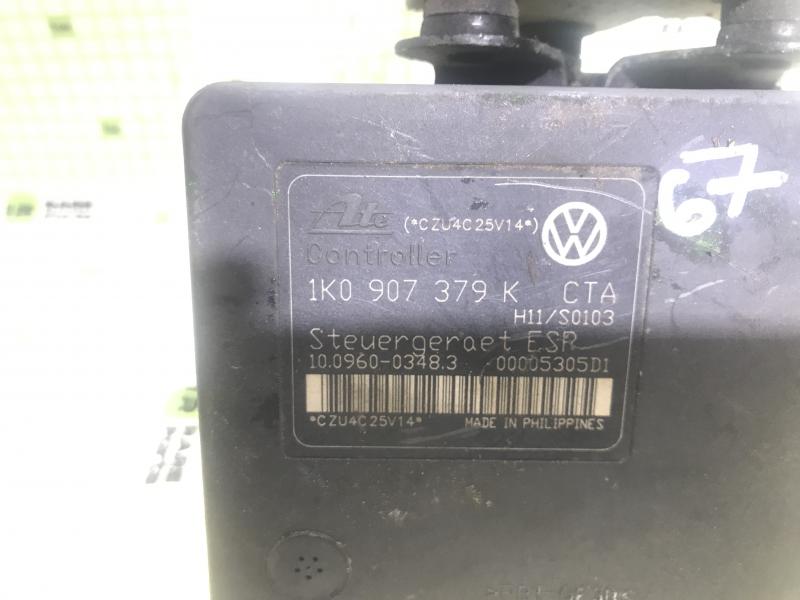 67
Ate (*CZU4C25V14*)
Controller
1K0 907 379 K CTA
H11/S0103
Steuergeraet ESR
10.0960-0348.3 00005305D1
*CZU4C25V14* MADE IN PHILIPPINES